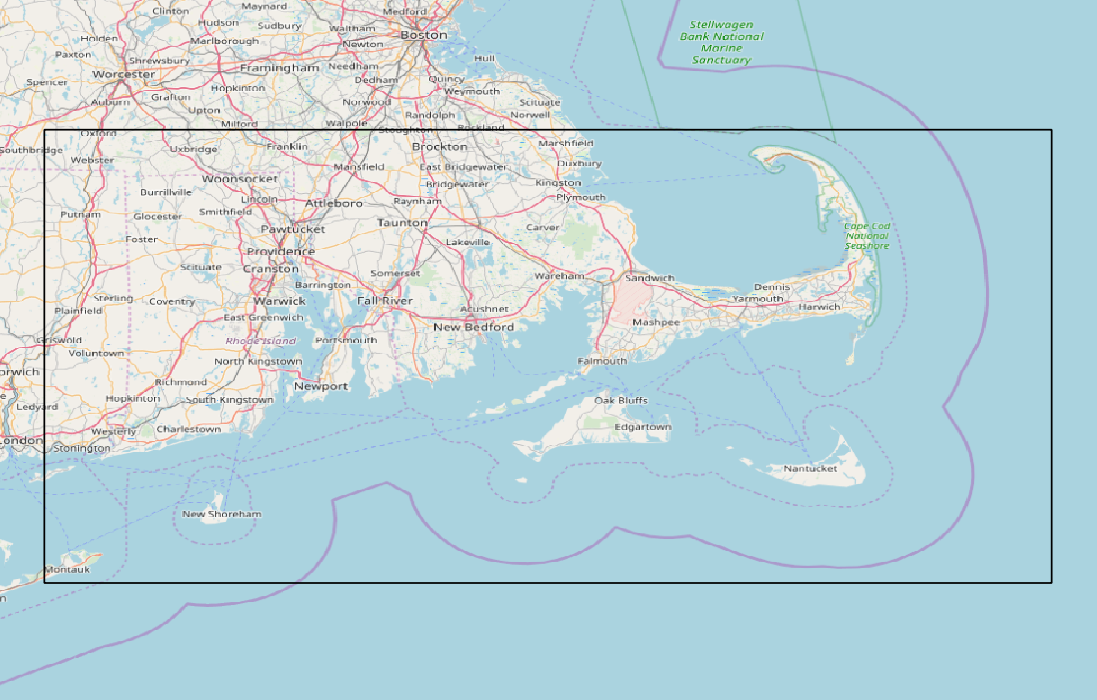 Clinton
Maynard
Medford
Hudson
Sudbury
Waltham
Boston
Stellwagen
Bank National
Marine
Sanctuary
Holden
Marlborough
Newton
Paxton
Shrewsbury
Hull
Worcester
Framingham
Needham
Spencer
Hopkinton
Dedham
Quincy
Weymouth
Auburn
Grafton
Upton
Norwood
Scituate
Milford
Walpole
Randolph
Norwell
Oxford
Stoughton
Rockland
Southbridge
Uxbridge
Franklin
Brockton
Marshfield
Webster
Mansfield
East Bridgewater
Duxbury
Woonsocket
Bridgewater
Kingston
Burrillville
Lincoln
Attleboro
Raynham
Plymouth
Putnam
Glocester
Smithfield
Taunton
Carver
Pawtucket
Cape Cod
National
Seashore
Foster
Providence
Lakeville
Scituate
Cranston
Somerset
Wareham
Sandwich
Barrington
Dennis
Sterling
Coventry
Warwick
Fall River
Yarmouth
Plainfield
Acushnet
Harwich
East Greenwich
New Bedford
Mashpee
Griswold
Rhode Island
Portsmouth
Voluntown
North Kingstown
Falmouth
orwich
Richmond
Newport
e
Ledyard
Hopkinton
South Kingstown
Oak Bluffs
Westerly
Charlestown
Edgartown
London
Stonington
Nantucket
New Shoreham
Montauk
n